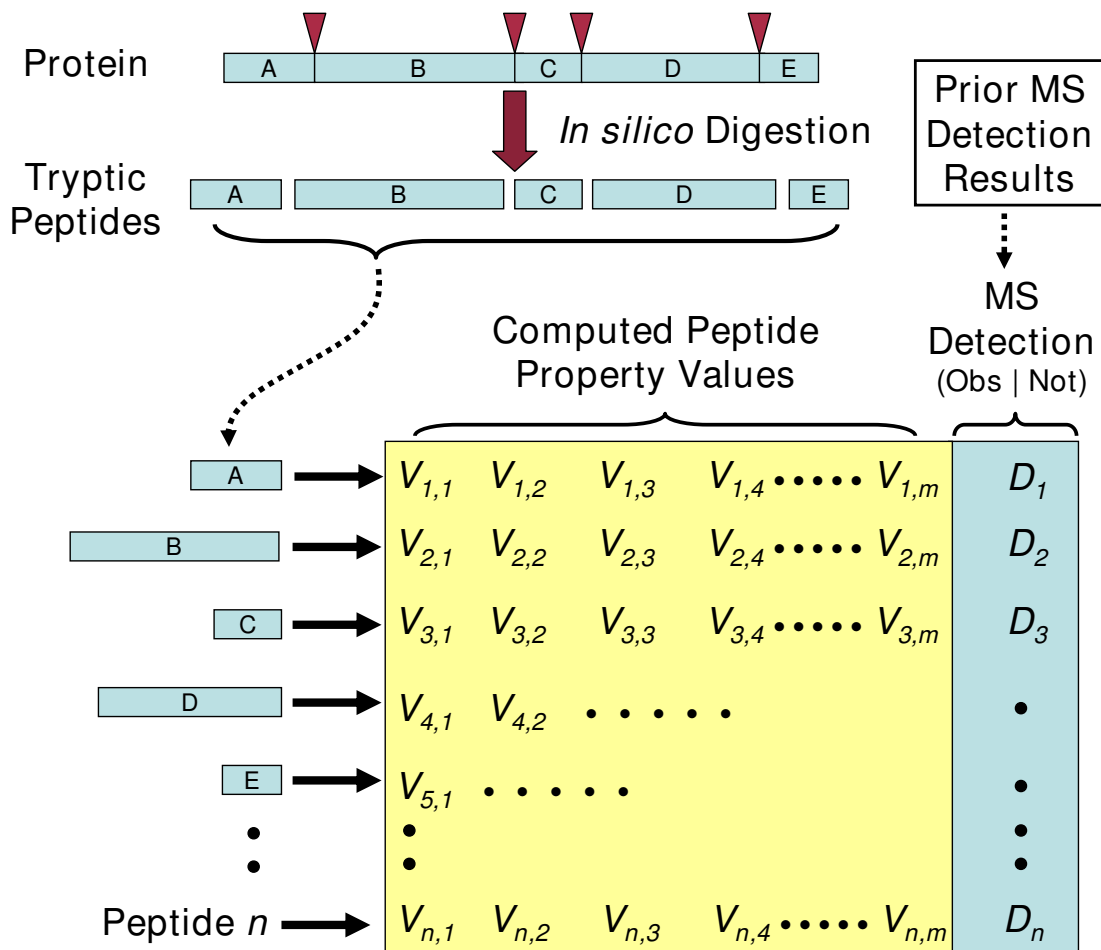 Protein
A B C D E
In silico Digestion
Prior MS
Detection
Results
Tryptic
Peptides
A B C D E
MS
Detection
(Obs | Not)
Computed Peptide
Property Values
A V1,1 V1,2 V1,3 V1,4 ••••• V1,m D1
B V2,1 V2,2 V2,3 V2,4 ••••• V2,m D2
C V3,1 V3,2 V3,3 V3,4 ••••• V3,m D3
D V4,1 V4,2 • • • • • •
E V5,1 • • • • • •
• • •
• • •
Peptide n Vn,1 Vn,2 Vn,3 Vn,4 ••••• Vn,m Dn